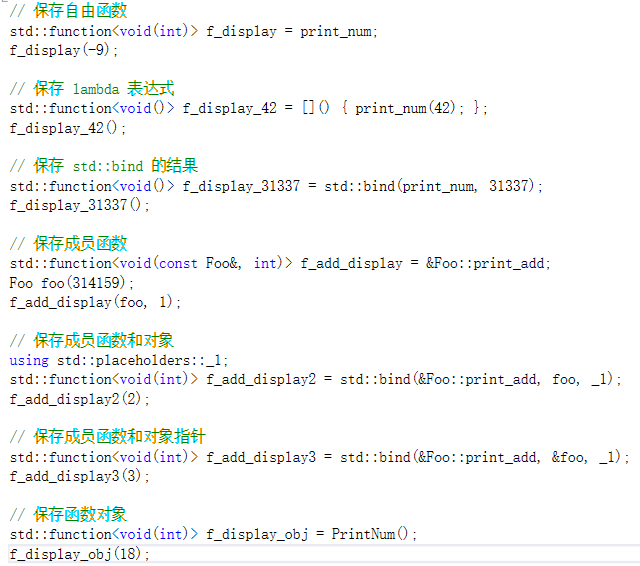 // 保存自由函数
std::function<void(int)> f_display = print_num;
f_display(-9);
// 保存 lambda 表达式
std::function<void()> f_display_42 = []() { print_num(42); };
f_display_42();
// 保存 std::bind 的结果
std::function<void()> f_display_31337 = std::bind(print_num, 31337);
f_display_31337();
// 保存成员函数
std::function<void(const Foo&, int)> f_add_display = &Foo::print_add;
Foo foo(314159);
f_add_display(foo, 1);
// 保存成员函数和对象
using std::placeholders::_1;
std::function<void(int)> f_add_display2 = std::bind(&Foo::print_add, foo, _1);
f_add_display2(2);
// 保存成员函数和对象指针
std::function<void(int)> f_add_display3 = std::bind(&Foo::print_add, &foo, _1);
f_add_display3(3);
// 保存函数对象
std::function<void(int)> f_display_obj = PrintNum();
f_display_obj(18);